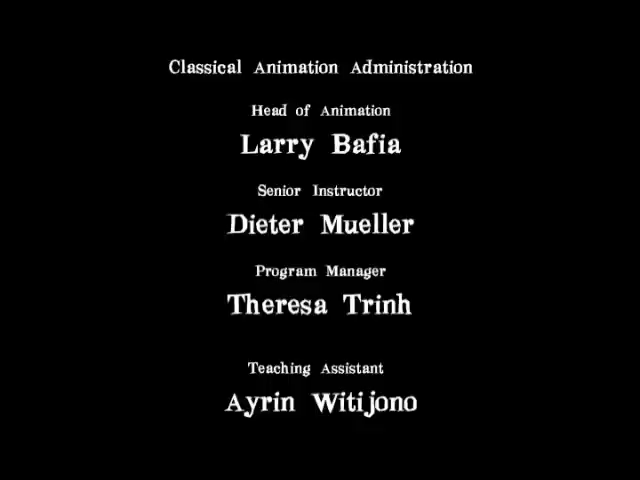 Classical Animation Administration
Head of Animation
Larry Bafia
Senior Instructor
Dieter Mueller
Program Manager
Theresa Trinh
Teaching Assistant
Ayrin Witijono